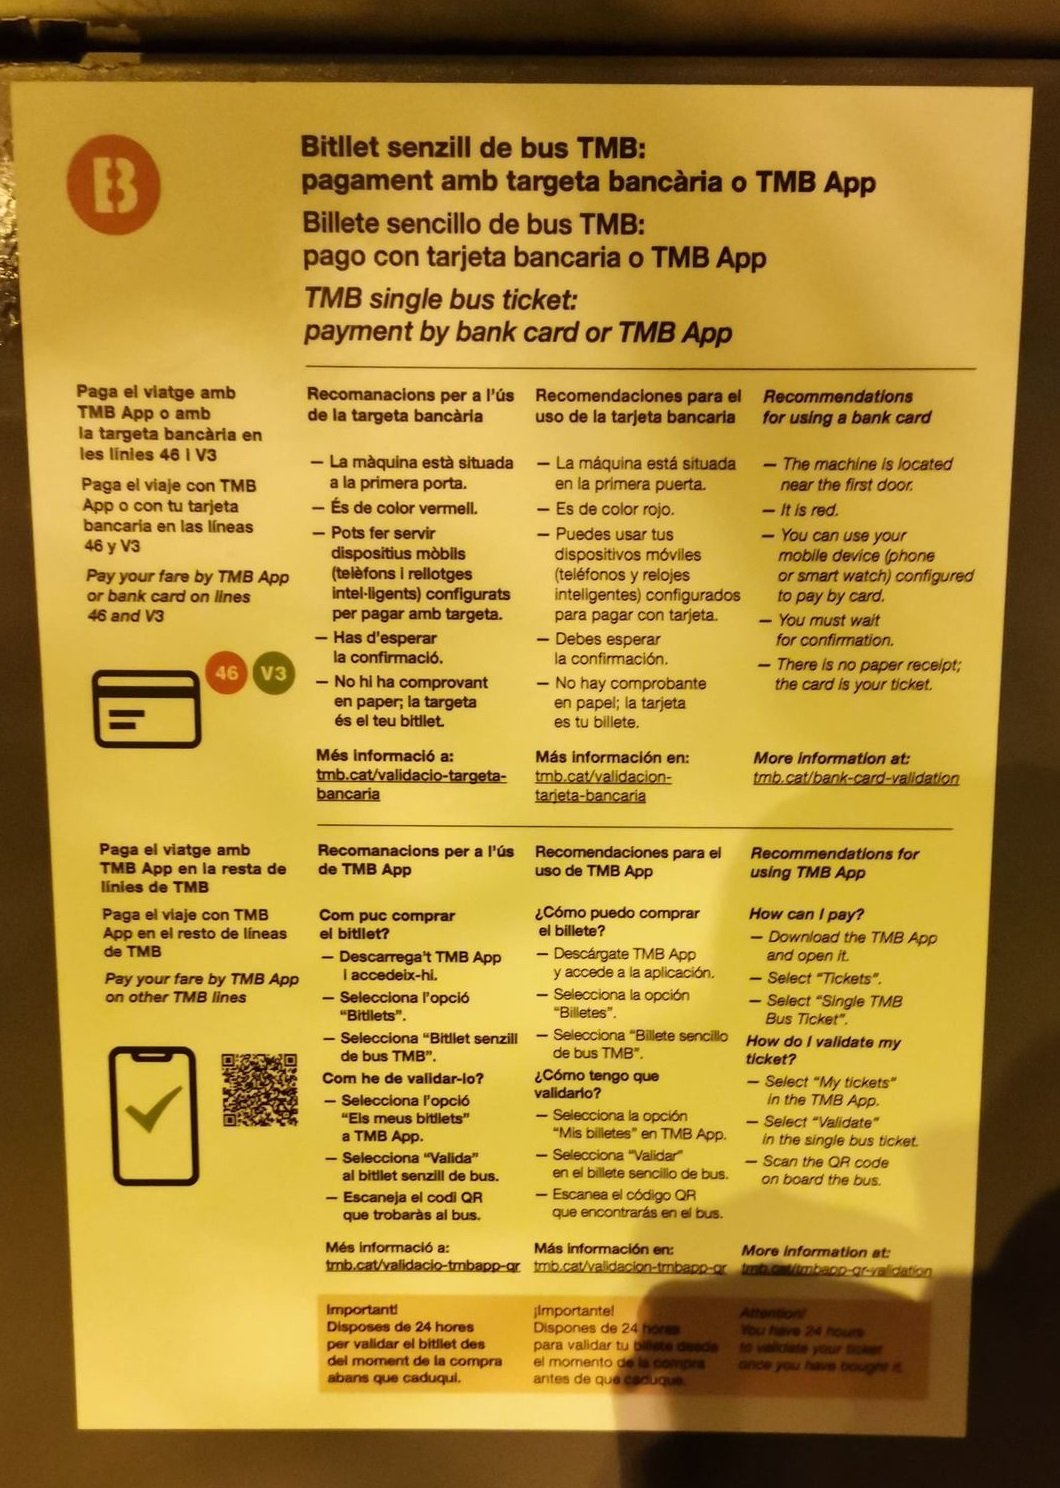 B
Bitllet senzill de bus TMB:
pagament amb targeta bancària o TMB App
Billete sencillo de bus TMB:
pago con tarjeta bancaria o TMB App
TMB single bus ticket:
payment by bank card or TMB App
Paga el viatge amb
TMB App o amb
la targeta bancària en
les línies 46 i V3
Paga el viaje con TMB
App o con tu tarjeta
bancaria en las líneas
46 y V3
Pay your fare by TMB App
or bank card on lines
46 and V3
46 V3
Recomanacions per a l'ús
de la targeta bancària
— La màquina està situada
a la primera porta.
— És de color vermell.
— Pots fer servir
dispositius mòbils
(telèfons i rellotges
intel·ligents) configurats
per pagar amb targeta.
— Has d'esperar
la confirmació.
— No hi ha comprovant
en paper; la targeta
és el teu bitllet.
Més informació a:
tmb.cat/validacio-targeta-
bancaria
Recomendaciones para el
uso de la tarjeta bancaria
— La máquina está situada
en la primera puerta.
— Es de color rojo.
— Puedes usar tus
dispositivos móviles
(teléfonos y relojes
inteligentes) configurados
para pagar con tarjeta.
— Debes esperar
la confirmación.
— No hay comprobante
en papel; la tarjeta
es tu billete.
Más información en:
tmb.cat/validacion-
tarjeta-bancaria
Recommendations
for using a bank card
— The machine is located
near the first door.
— It is red.
— You can use your
mobile device (phone
or smart watch) configured
to pay by card.
— You must wait
for confirmation.
— There is no paper receipt;
the card is your ticket.
More information at:
tmb.cat/bank-card-validation
Paga el viatge amb
TMB App en la resta de
línies de TMB
Paga el viaje con TMB
App en el resto de líneas
de TMB
Pay your fare by TMB App
on other TMB lines
Recomanacions per a l'ús
de TMB App
Com puc comprar
el bitllet?
— Descarrega't TMB App
i accedeix-hi.
— Selecciona l'opció
"Bitllets".
— Selecciona "Bitllet senzill
de bus TMB".
Com he de validar-lo?
— Selecciona l'opció
"Els meus bitllets"
a TMB App.
— Selecciona "Valida"
al bitllet senzill de bus.
— Escaneja el codi QR
que trobaràs al bus.
Més informació a:
tmb.cat/validacio-tmbapp-qr
Recomendaciones para el
uso de TMB App
¿Cómo puedo comprar
el billete?
— Descárgate TMB App
y accede a la aplicación.
— Selecciona la opción
"Billetes".
— Selecciona "Billete sencillo
de bus TMB".
¿Cómo tengo que
validarlo?
— Selecciona la opción
"Mis billetes" en TMB App.
— Selecciona "Validar"
en el billete sencillo de bus.
— Escanea el código QR
que encontrarás en el bus.
Más información en:
tmb.cat/validacion-tmbapp-qr
Recommendations for
using TMB App
How can I pay?
— Download the TMB App
and open it.
— Select "Tickets".
— Select "Single TMB
Bus Ticket".
How do I validate my
ticket?
— Select "My tickets"
in the TMB App.
— Select "Validate"
in the single bus ticket.
— Scan the QR code
on board the bus.
More information at:
tmb.cat/tmbapp-qr-validation
Important!
Disposes de 24 hores
per validar el bitllet des
del moment de la compra
abans que caduqui.
¡Importante!
Dispones de 24 horas
para validar tu billete desde
el momento de la compra
antes de que caduque.
Attention!
You have 24 hours
to validate your ticket
once you have bought it.